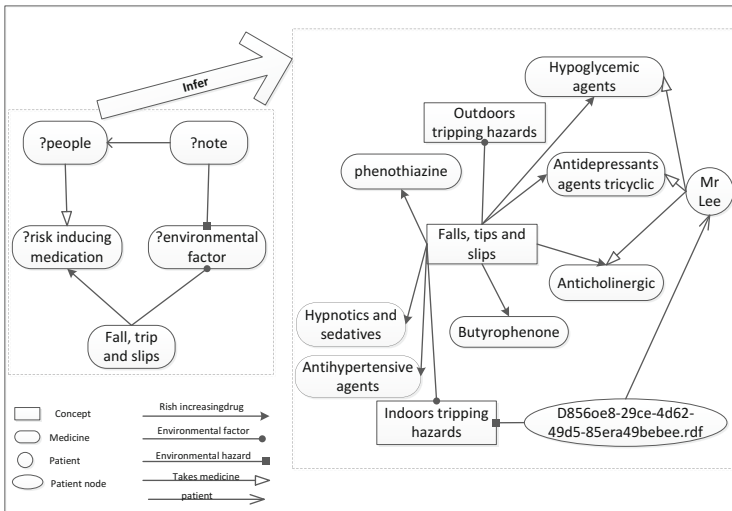 Infer
?people
?note
?risk inducing
medication
?environmental
factor
Fall, trip
and slips
Concept
Medicine
Patient
Patient node
Rish increasingdrug
Environmental factor
Environmental hazard
Takes medicine
patient
Hypoglycemic
agents
Outdoors
tripping hazards
phenothiazine
Antidepressants
agents tricyclic
Mr
Lee
Falls, tips and
slips
Anticholinergic
Hypnotics and
sedatives
Butyrophenone
Antihypertensive
agents
Indoors tripping
hazards
D856oe8-29ce-4d62-
49d5-85era49bebee.rdf